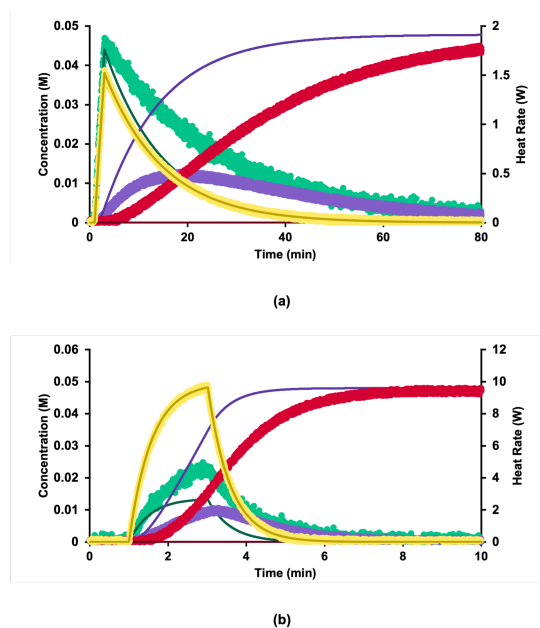 0.05
0.04
0.03
0.02
0.01
0
Concentration (M)
2
1.5
1
0.5
0
Heat Rate (W)
0 20 40 60 80
Time (min)
(a)
0.06
0.05
0.04
0.03
0.02
0.01
0
Concentration (M)
12
10
8
6
4
2
0
Heat Rate (W)
0 2 4 6 8 10
Time (min)
(b)